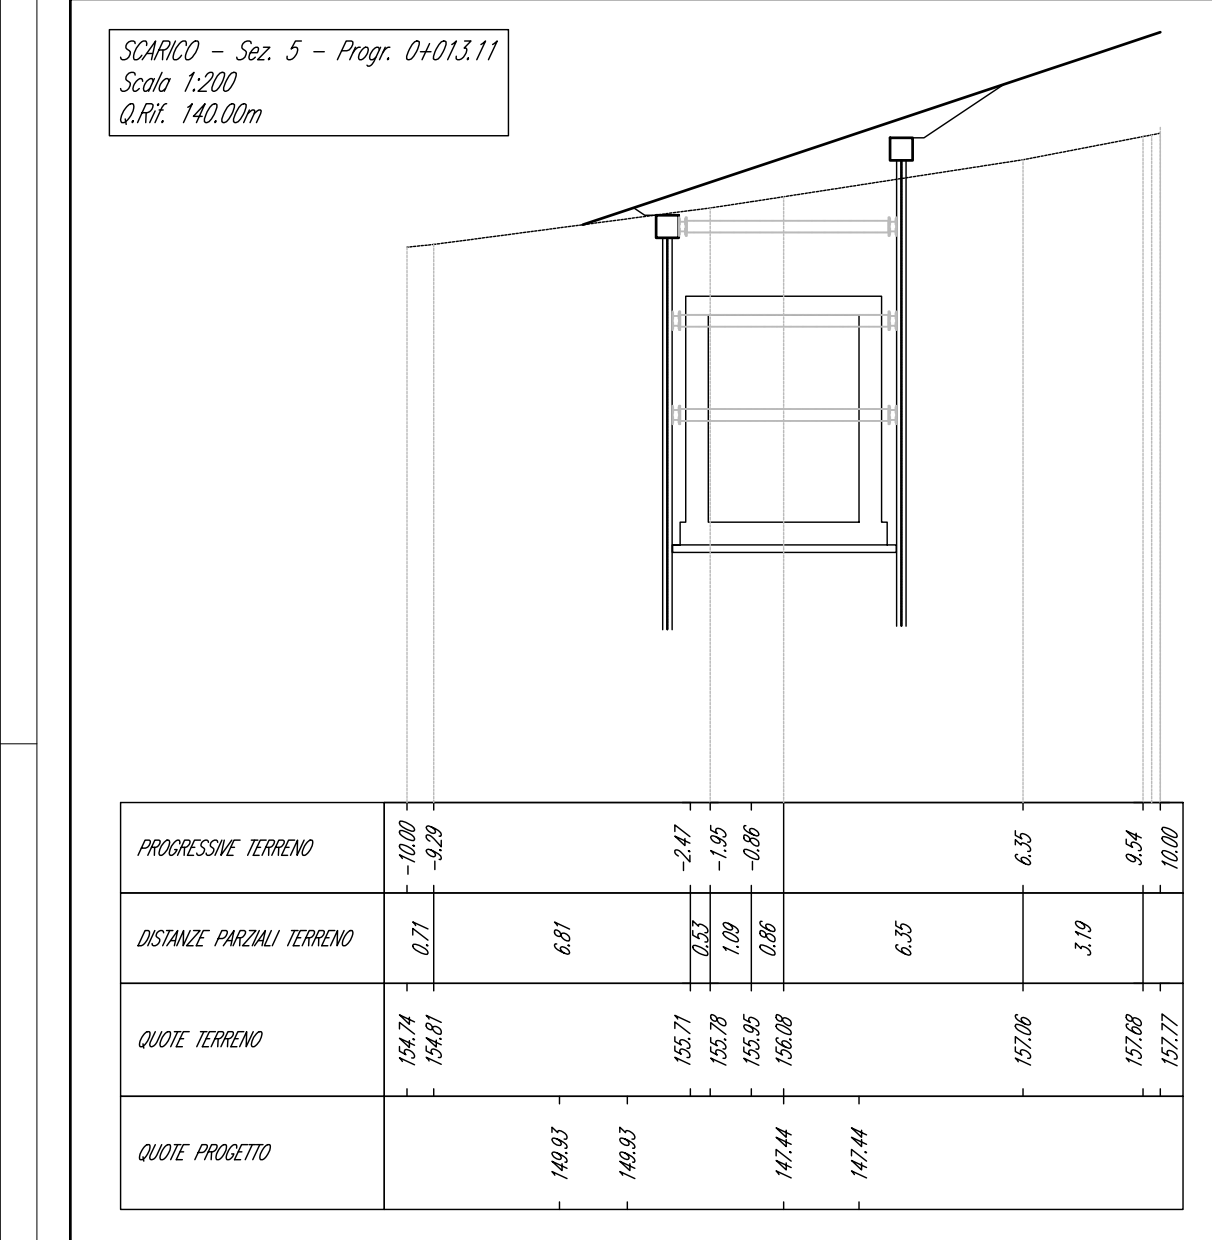 SCARICO - Sez. 5 - Progr. 0+013.11
Scala 1:200
Q.Rif. 140.00m
PROGRESSIVE TERRENO -10.00 -9.29 -2.47 -1.95 -0.86 6.35 9.54 10.00
DISTANZE PARZIALI TERRENO 0.71 6.81 0.53 1.09 0.86 6.35 3.19
QUOTE TERRENO 154.74 154.81 155.71 155.78 155.95 156.08 157.06 157.68 157.77
QUOTE PROGETTO 149.93 149.93 147.44 147.44